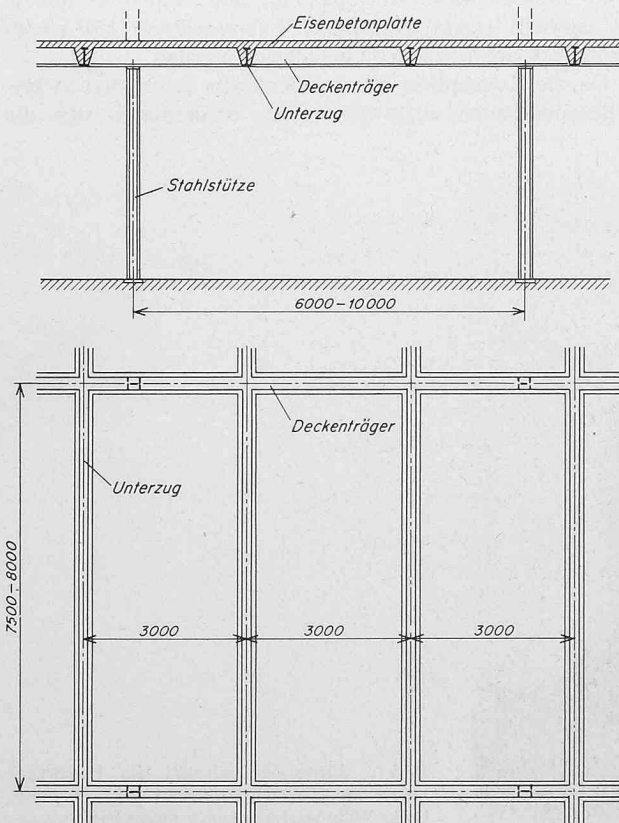 Eisenbetonplatte
Deckenträger
Unterzug
Stahlstütze
6000-10000
Deckenträger
Unterzug
7500-8000
3000 3000 3000